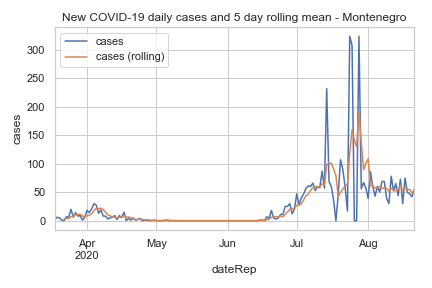 New COVID-19 daily cases and 5 day rolling mean - Montenegro
cases
cases (rolling)
300
250
200
150
100
50
0
cases
Apr
2020
May
Jun
Jul
Aug
dateRep